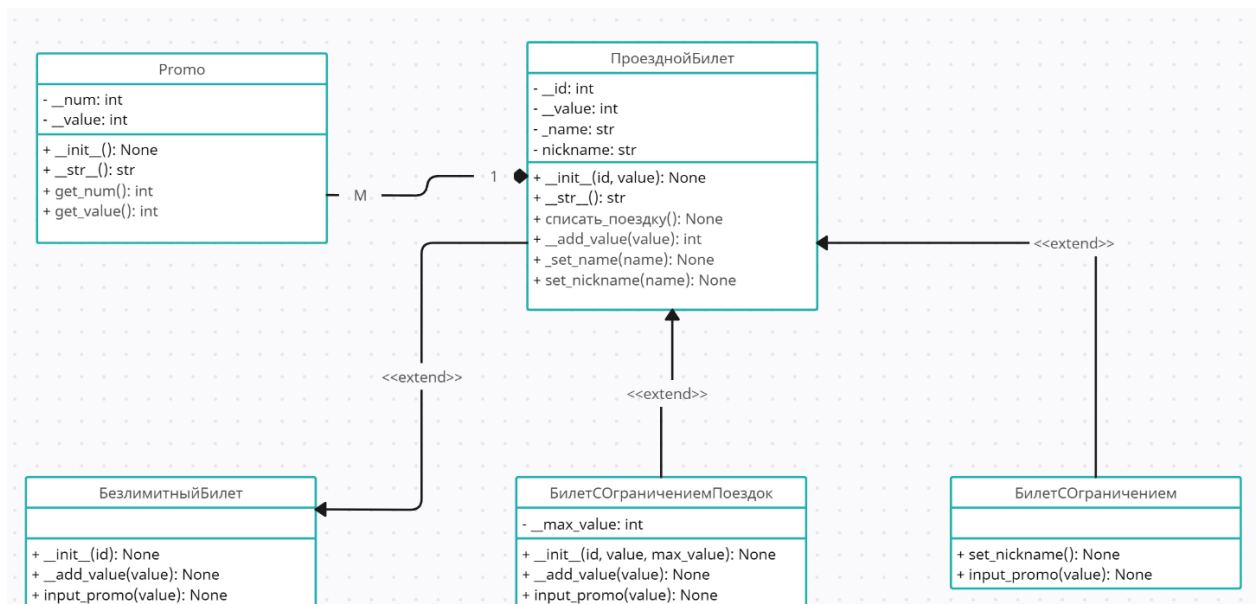 Promo
- __num: int
- __value: int
+ __init__(): None
+ __str__(): str
+ get_num(): int
+ get_value(): int
M
1
ПроезднойБилет
- __id: int
- __value: int
- _name: str
- nickname: str
+ __init__(id, value): None
+ __str__(): str
+ списать_поездку(): None
+ __add_value(value): int
+ _set_name(name): None
+ set_nickname(name): None
<<extend>>
<<extend>>
<<extend>>
БезлимитныйБилет
+ __init__(id): None
+ __add_value(value): None
+ input_promo(value): None
БилетСОграничениемПоездок
- __max_value: int
+ __init__(id, value, max_value): None
+ __add_value(value): None
+ input_promo(value): None
БилетСОграничением
+ set_nickname(): None
+ input_promo(value): None